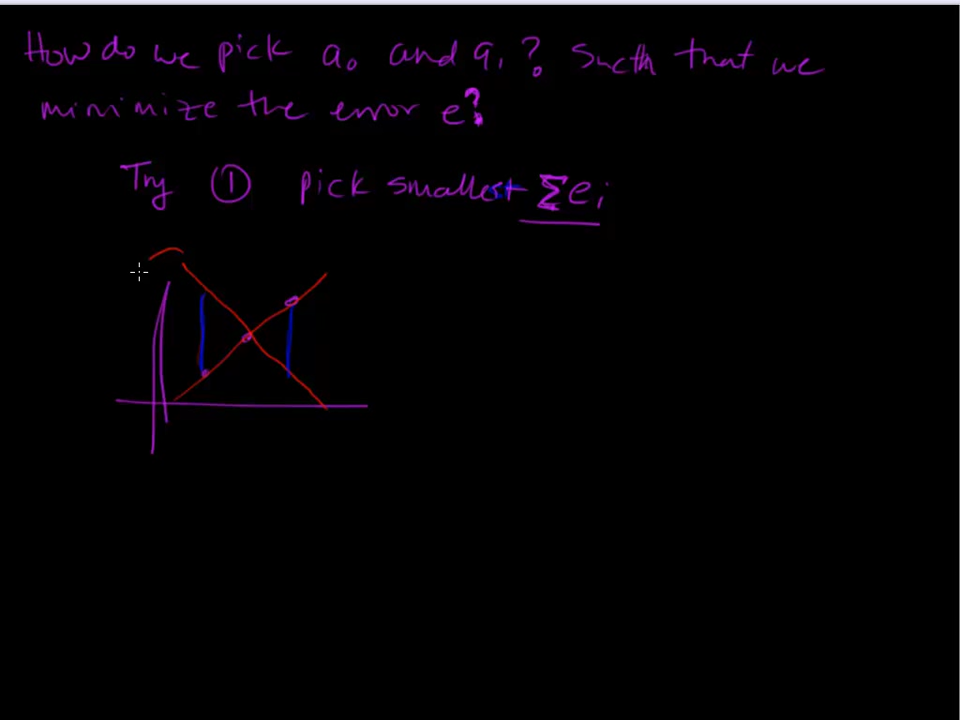 How do we pick a₀ and a₁? Such that we
minimize the error e?
Try ① pick smallest Σeᵢ